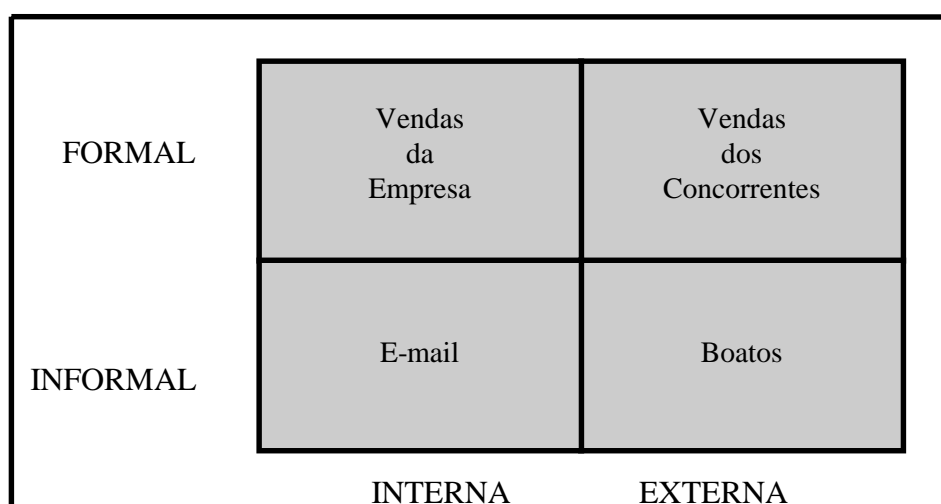 FORMAL
Vendas
da
Empresa
Vendas
dos
Concorrentes
INFORMAL
E-mail
Boatos
INTERNA
EXTERNA